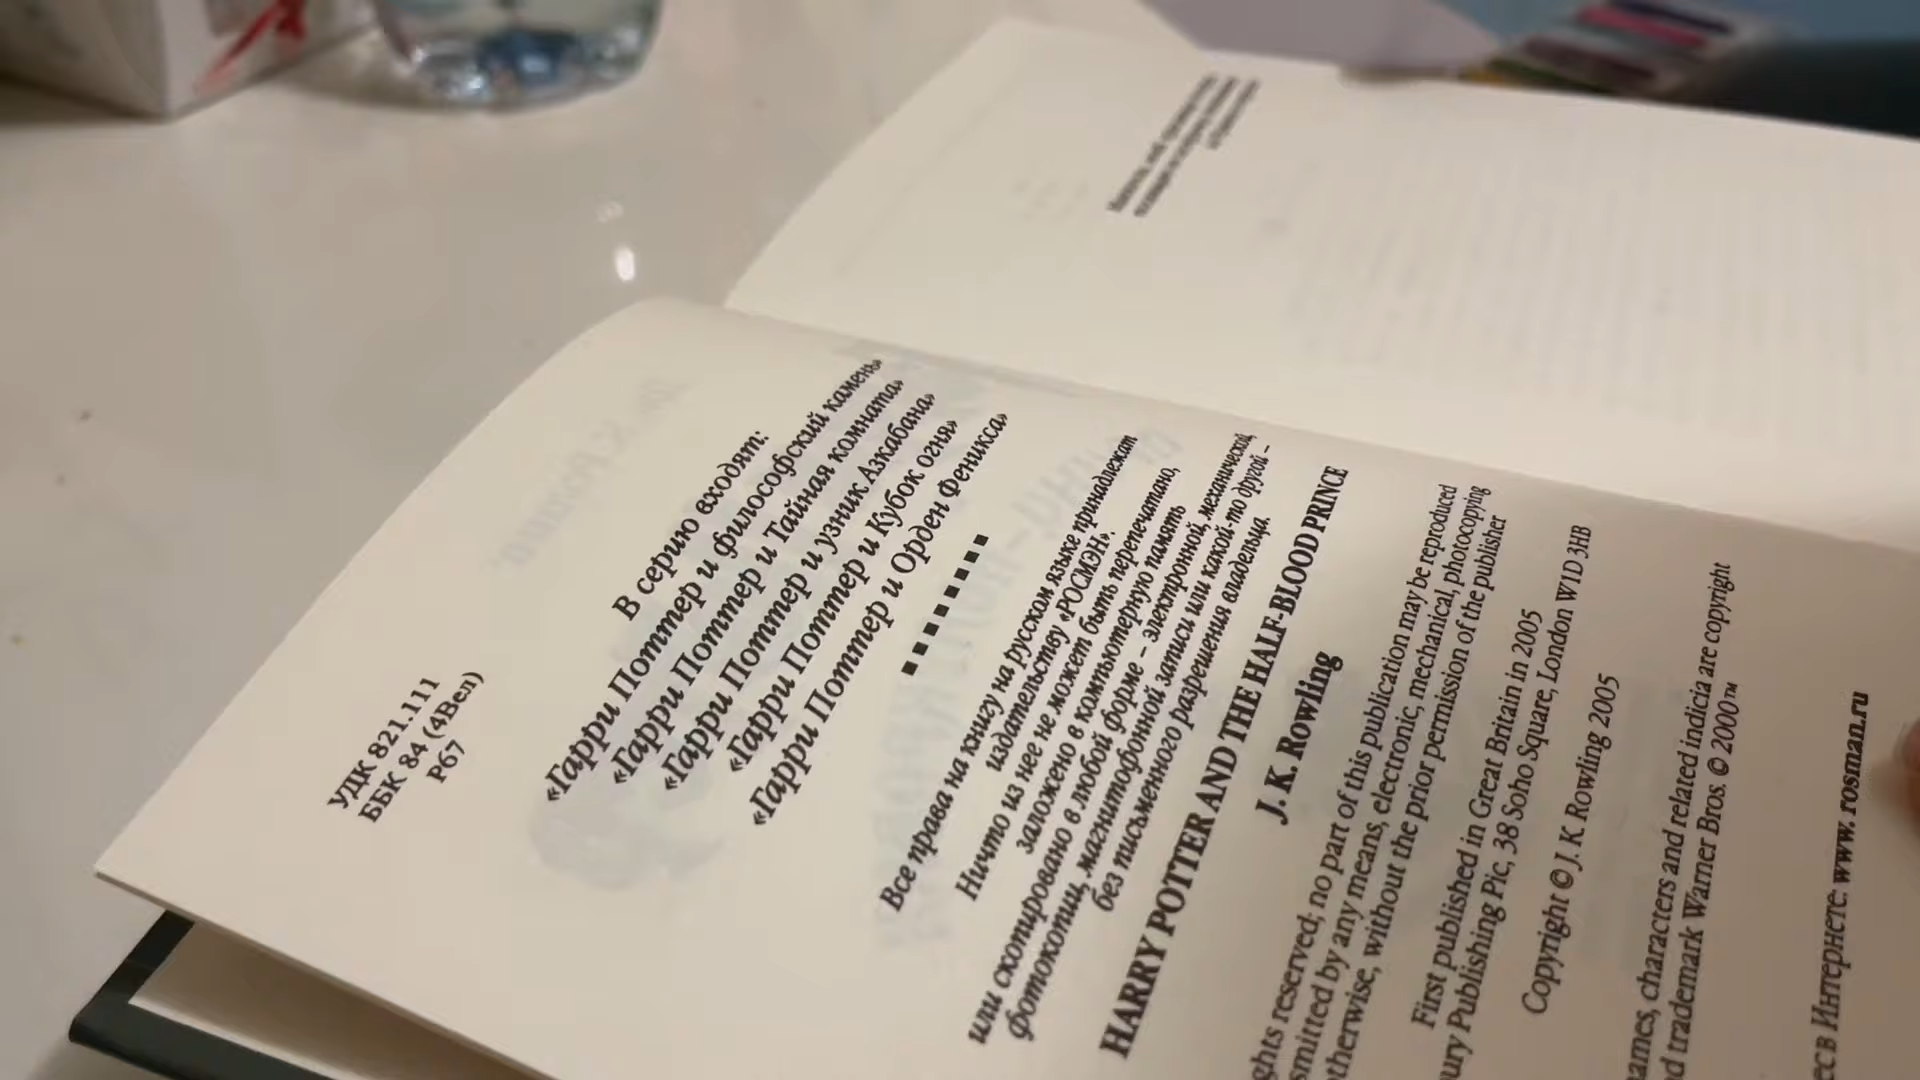 УДК 821.111
ББК 84 (4Вел)
Р67
В серию входят:
«Гарри Поттер и философский камень»
«Гарри Поттер и Тайная комната»
«Гарри Поттер и узник Азкабана»
«Гарри Поттер и Кубок огня»
«Гарри Поттер и Орден Феникса»
Все права на книгу на русском языке принадлежат
издательству «РОСМЭН».
Ничто из нее не может быть перепечатано,
заложено в компьютерную память
или скопировано в любой форме – электронной, механической,
фотокопии, магнитофонной записи или какой-то другой –
без письменного разрешения владельца.
HARRY POTTER AND THE HALF-BLOOD PRINCE
J. K. Rowling
ghts reserved; no part of this publication may be reproduced
smitted by any means, electronic, mechanical, photocopying
otherwise, without the prior permission of the publisher
First published in Great Britain in 2005
ury Publishing Pic, 38 Soho Square, London W1D 3HB
Copyright © J. K. Rowling 2005
ames, characters and related indicia are copyright
nd trademark Warner Bros. © 2000™
ес в Интернете: www. rosman.ru